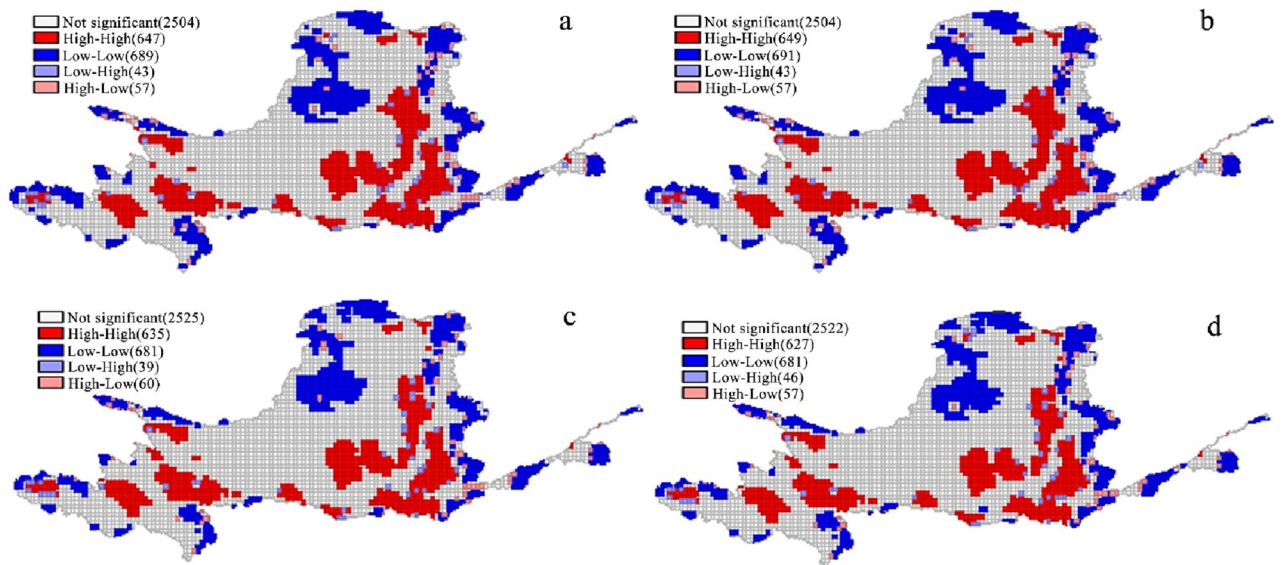 Not significant(2504)
High-High(647)
Low-Low(689)
Low-High(43)
High-Low(57)
a
Not significant(2504)
High-High(649)
Low-Low(691)
Low-High(43)
High-Low(57)
b
Not significant(2525)
High-High(635)
Low-Low(681)
Low-High(39)
High-Low(60)
c
Not significant(2522)
High-High(627)
Low-Low(681)
Low-High(46)
High-Low(57)
d